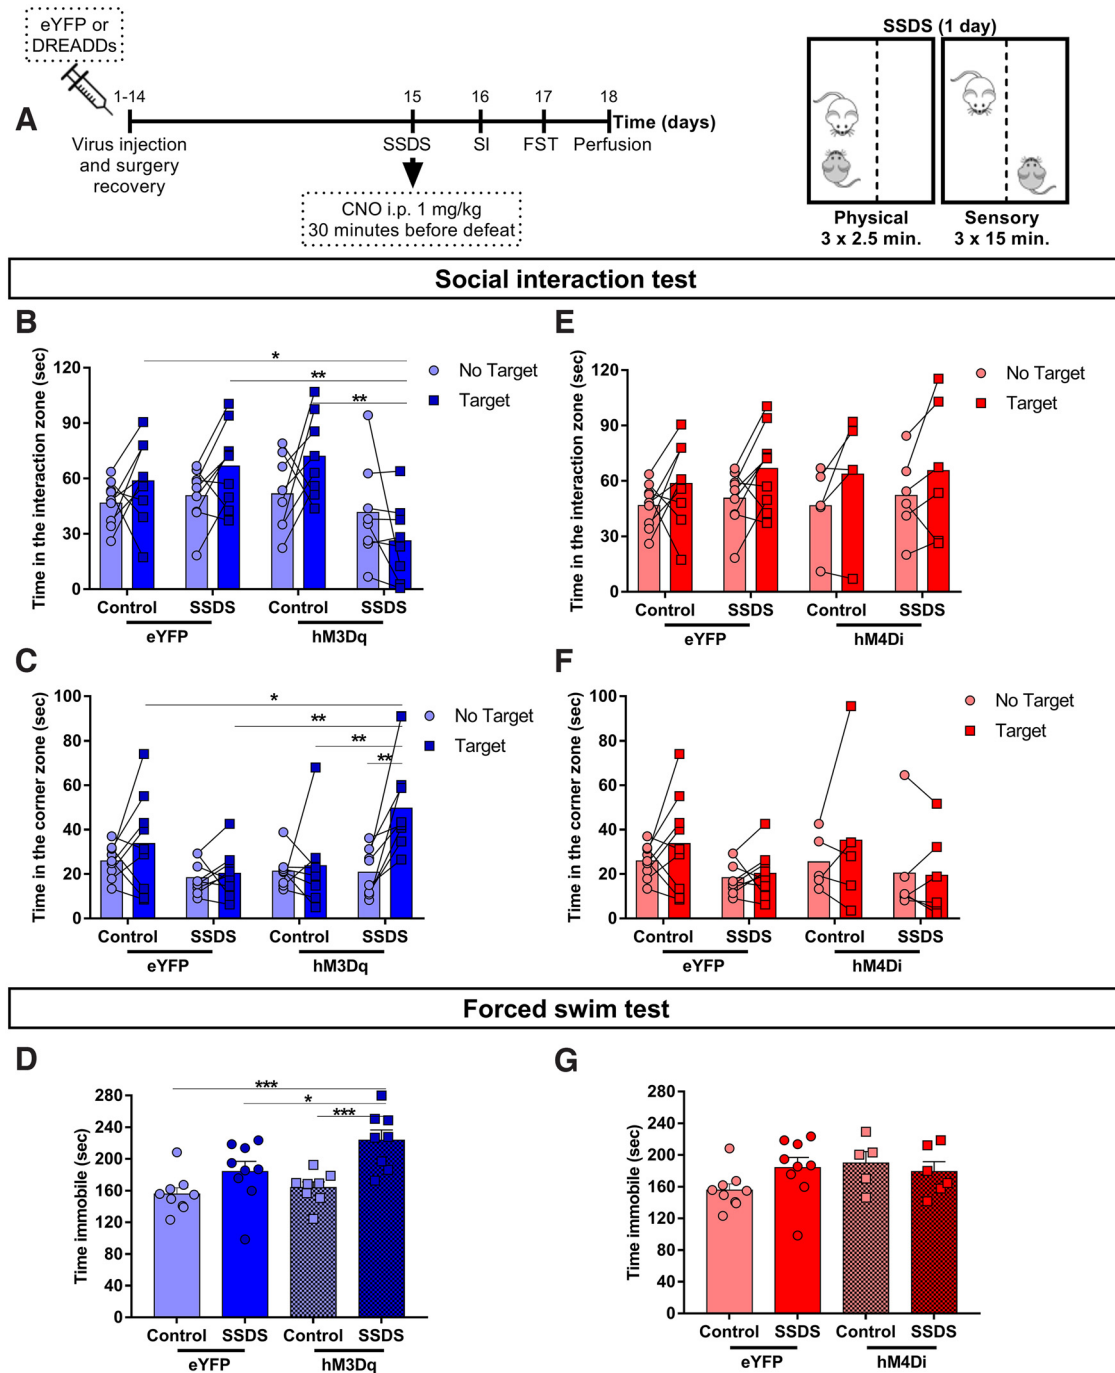 eYFP or
DREADDs
A
1-14
15
16
17
18
Time (days)
Virus injection
and surgery
recovery
SSDS
SI
FST
Perfusion
CNO i.p. 1 mg/kg
30 minutes before defeat
SSDS (1 day)
Physical
3 x 2.5 min.
Sensory
3 x 15 min.
Social interaction test
B
Time in the interaction zone (sec)
120
90
60
30
0
*
**
**
No Target
Target
Control
SSDS
Control
SSDS
eYFP
hM3Dq
E
Time in the interaction zone (sec)
120
90
60
30
0
No Target
Target
Control
SSDS
Control
SSDS
eYFP
hM4Di
C
Time in the corner zone (sec)
100
80
60
40
20
0
*
**
**
**
No Target
Target
Control
SSDS
Control
SSDS
eYFP
hM3Dq
F
Time in the corner zone (sec)
100
80
60
40
20
0
No Target
Target
Control
SSDS
Control
SSDS
eYFP
hM4Di
Forced swim test
D
Time immobile (sec)
280
240
200
160
120
80
40
0
***
*
***
Control
SSDS
Control
SSDS
eYFP
hM3Dq
G
Time immobile (sec)
280
240
200
160
120
80
40
0
Control
SSDS
Control
SSDS
eYFP
hM4Di